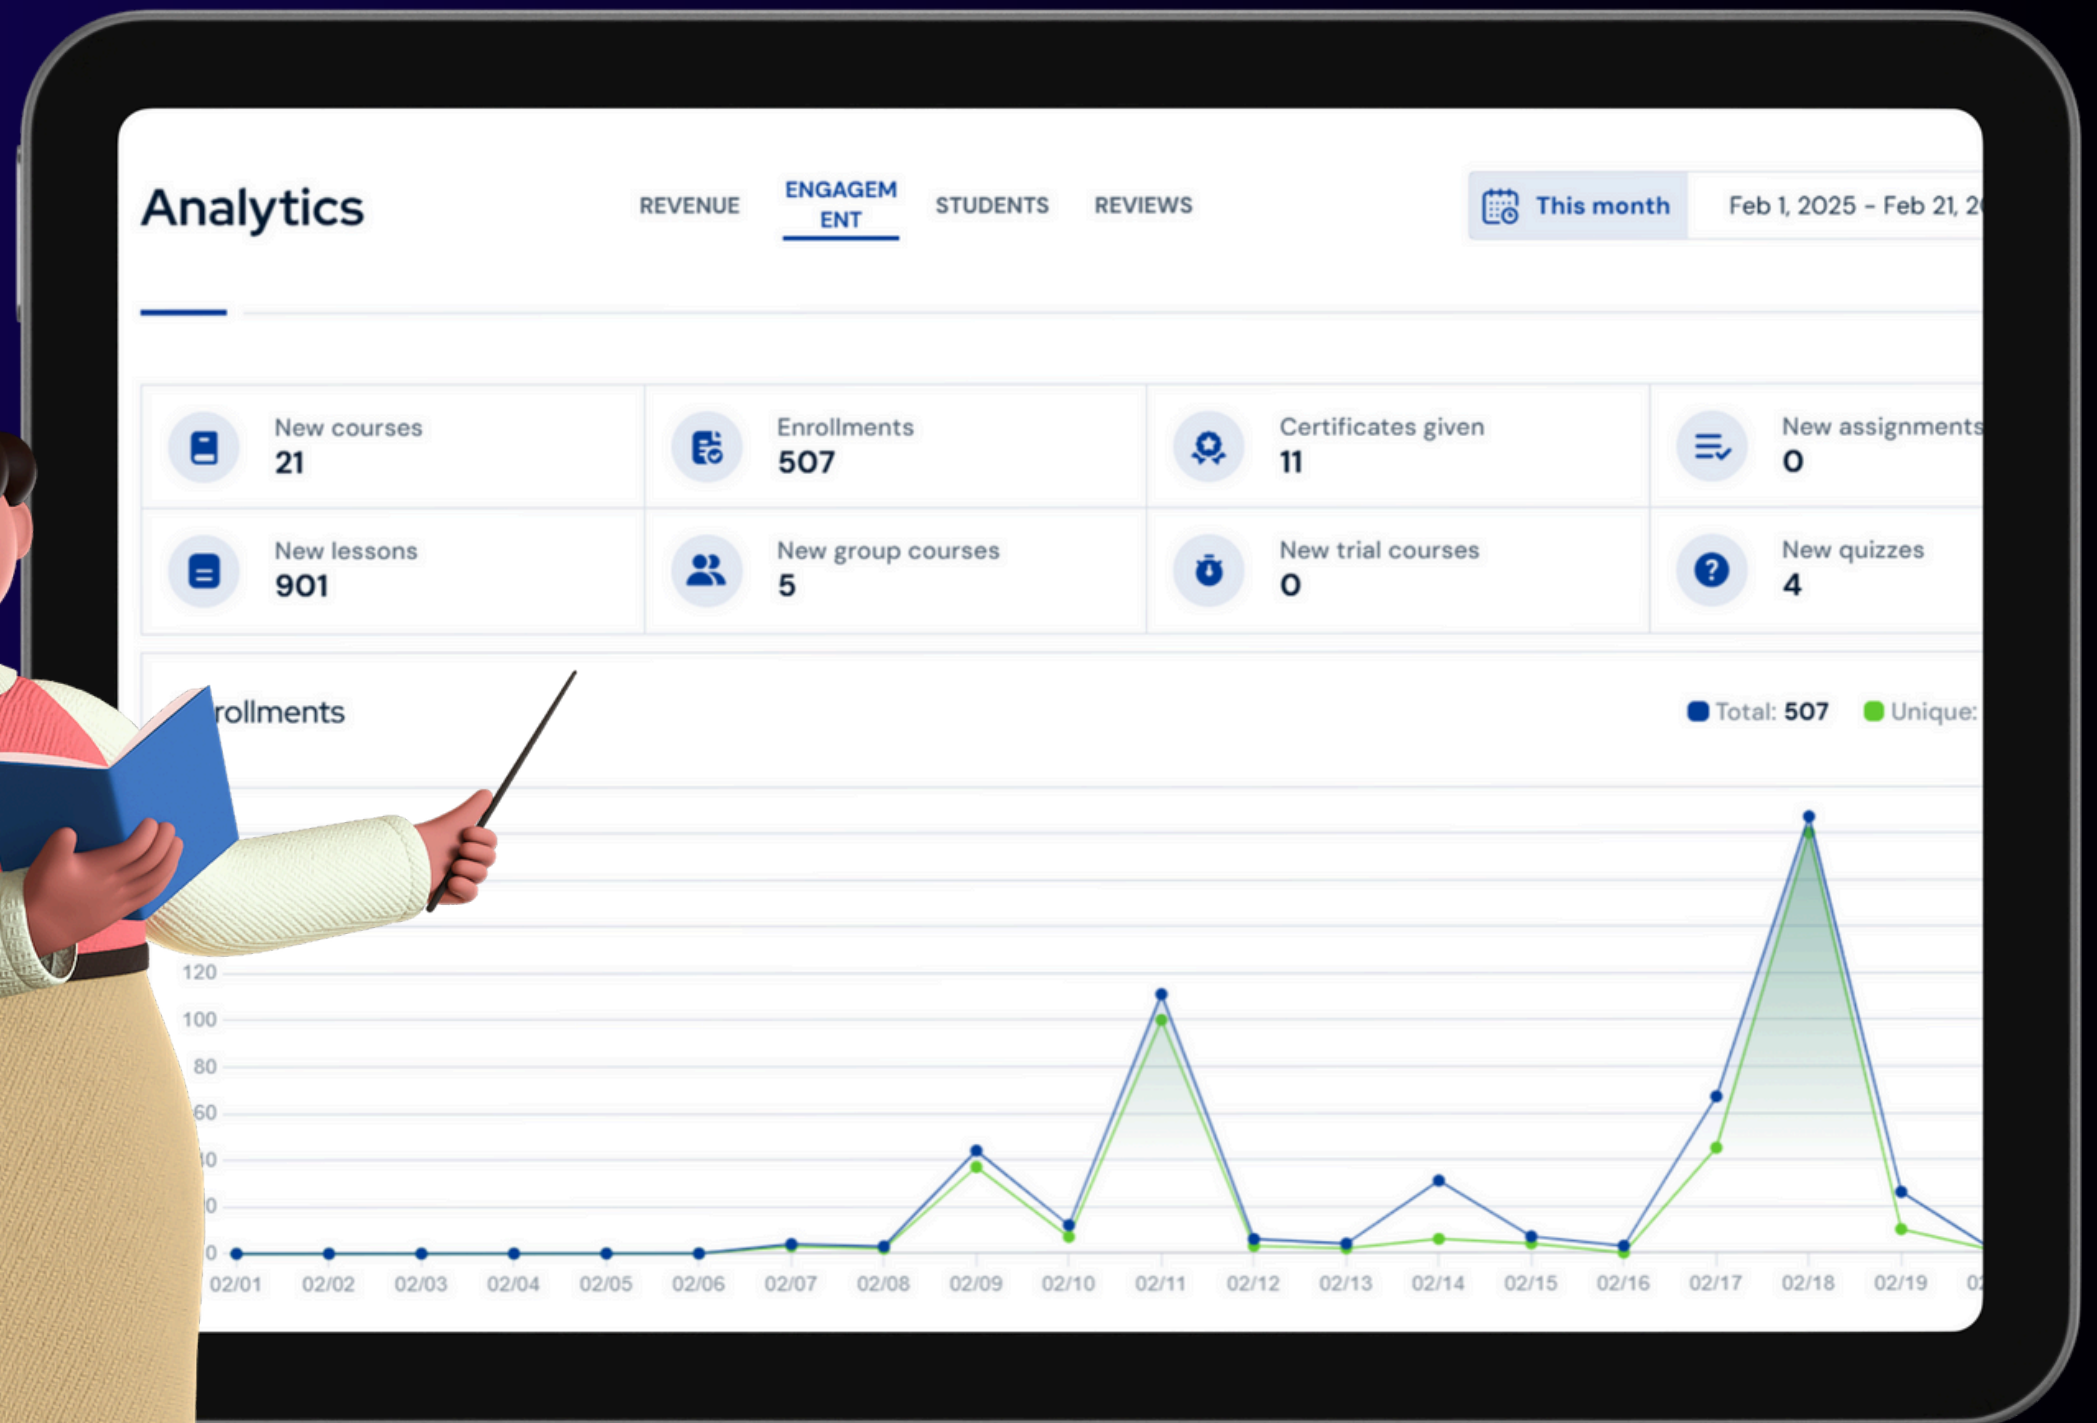 Analytics
REVENUE
ENGAGEM
ENT
STUDENTS
REVIEWS
This month
Feb 1, 2025 - Feb 21, 2
New courses
21
Enrollments
507
Certificates given
11
New assignments
0
New lessons
901
New group courses
5
New trial courses
0
New quizzes
4
rollments
Total: 507
Unique:
120
100
80
60
40
0
0
02/01 02/02 02/03 02/04 02/05 02/06 02/07 02/08 02/09 02/10 02/11 02/12 02/13 02/14 02/15 02/16 02/17 02/18 02/19